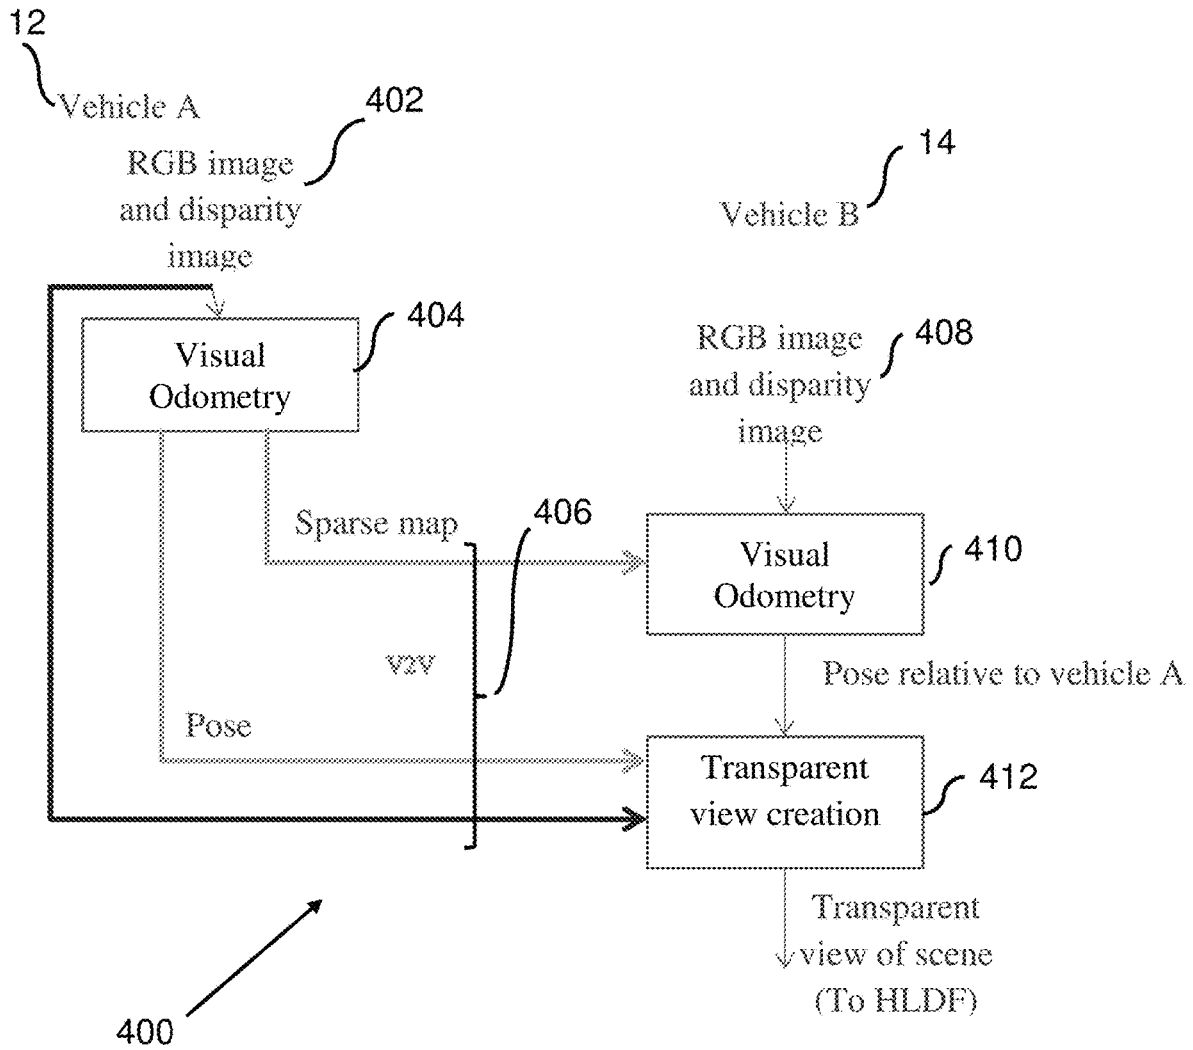 12
Vehicle A
402
RGB image
and disparity
image
14
Vehicle B
404
Visual
Odometry
408
RGB image
and disparity
image
Sparse map
406
Visual
Odometry
410
V2V
Pose relative to vehicle A
Pose
Transparent
view creation
412
Transparent
view of scene
(To HLDF)
400